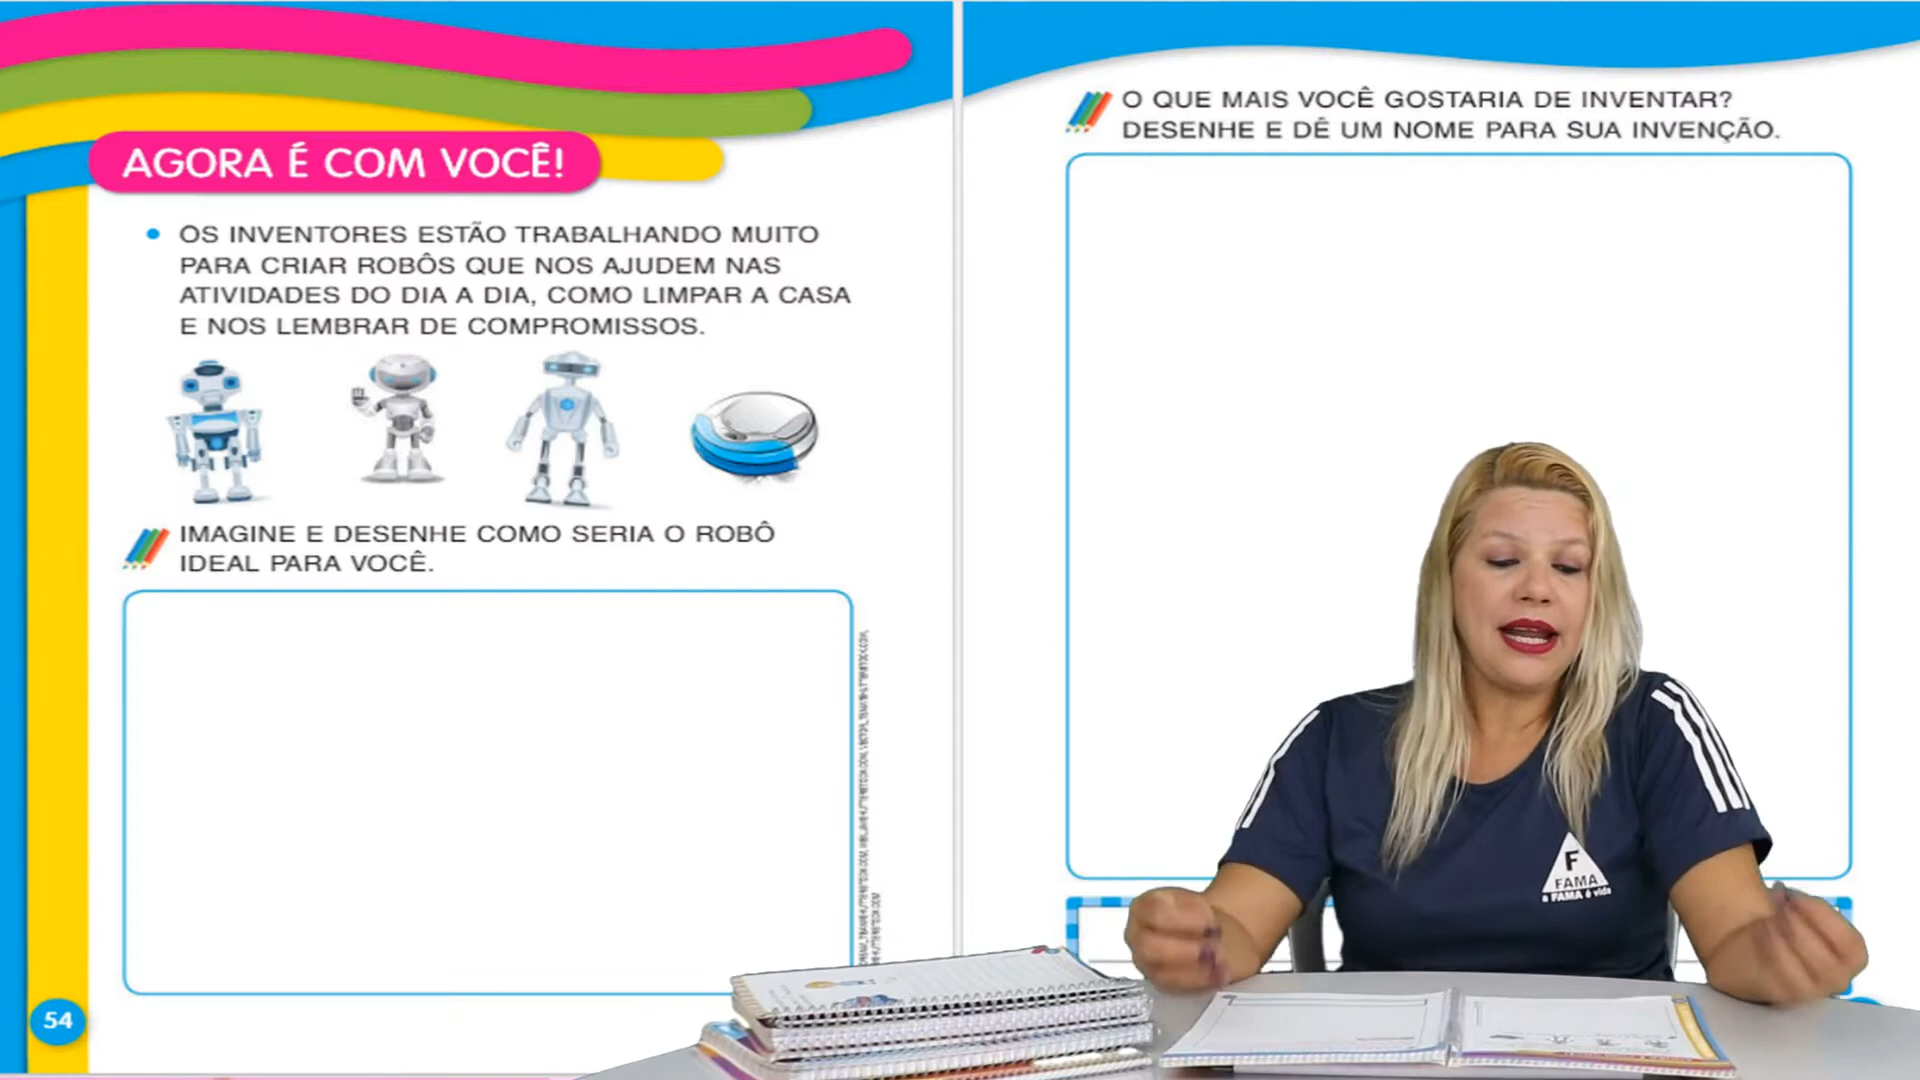 AGORA É COM VOCÊ!
OS INVENTORES ESTÃO TRABALHANDO MUITO
PARA CRIAR ROBÔS QUE NOS AJUDEM NAS
ATIVIDADES DO DIA A DIA, COMO LIMPAR A CASA
E NOS LEMBRAR DE COMPROMISSOS.
IMAGINE E DESENHE COMO SERIA O ROBÔ
IDEAL PARA VOCÊ.
54
O QUE MAIS VOCÊ GOSTARIA DE INVENTAR?
DESENHE E DÊ UM NOME PARA SUA INVENÇÃO.
F
FAMA
a FAMA é vida